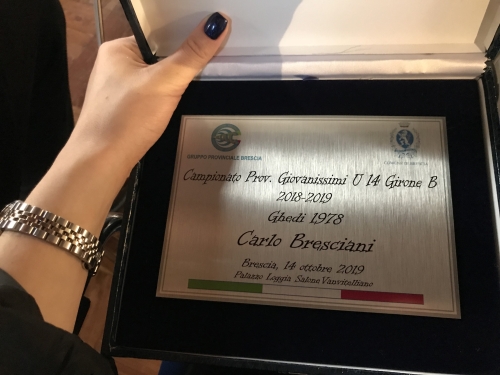 GRUPPO PROVINCIALE BRESCIA
Campionato Prov. Giovanissimi U 14 Girone B
2018-2019
Ghedi 1978
Carlo Bresciani
Brescia, 14 ottobre 2019
Palazzo Loggia Salone Vanvitelliano